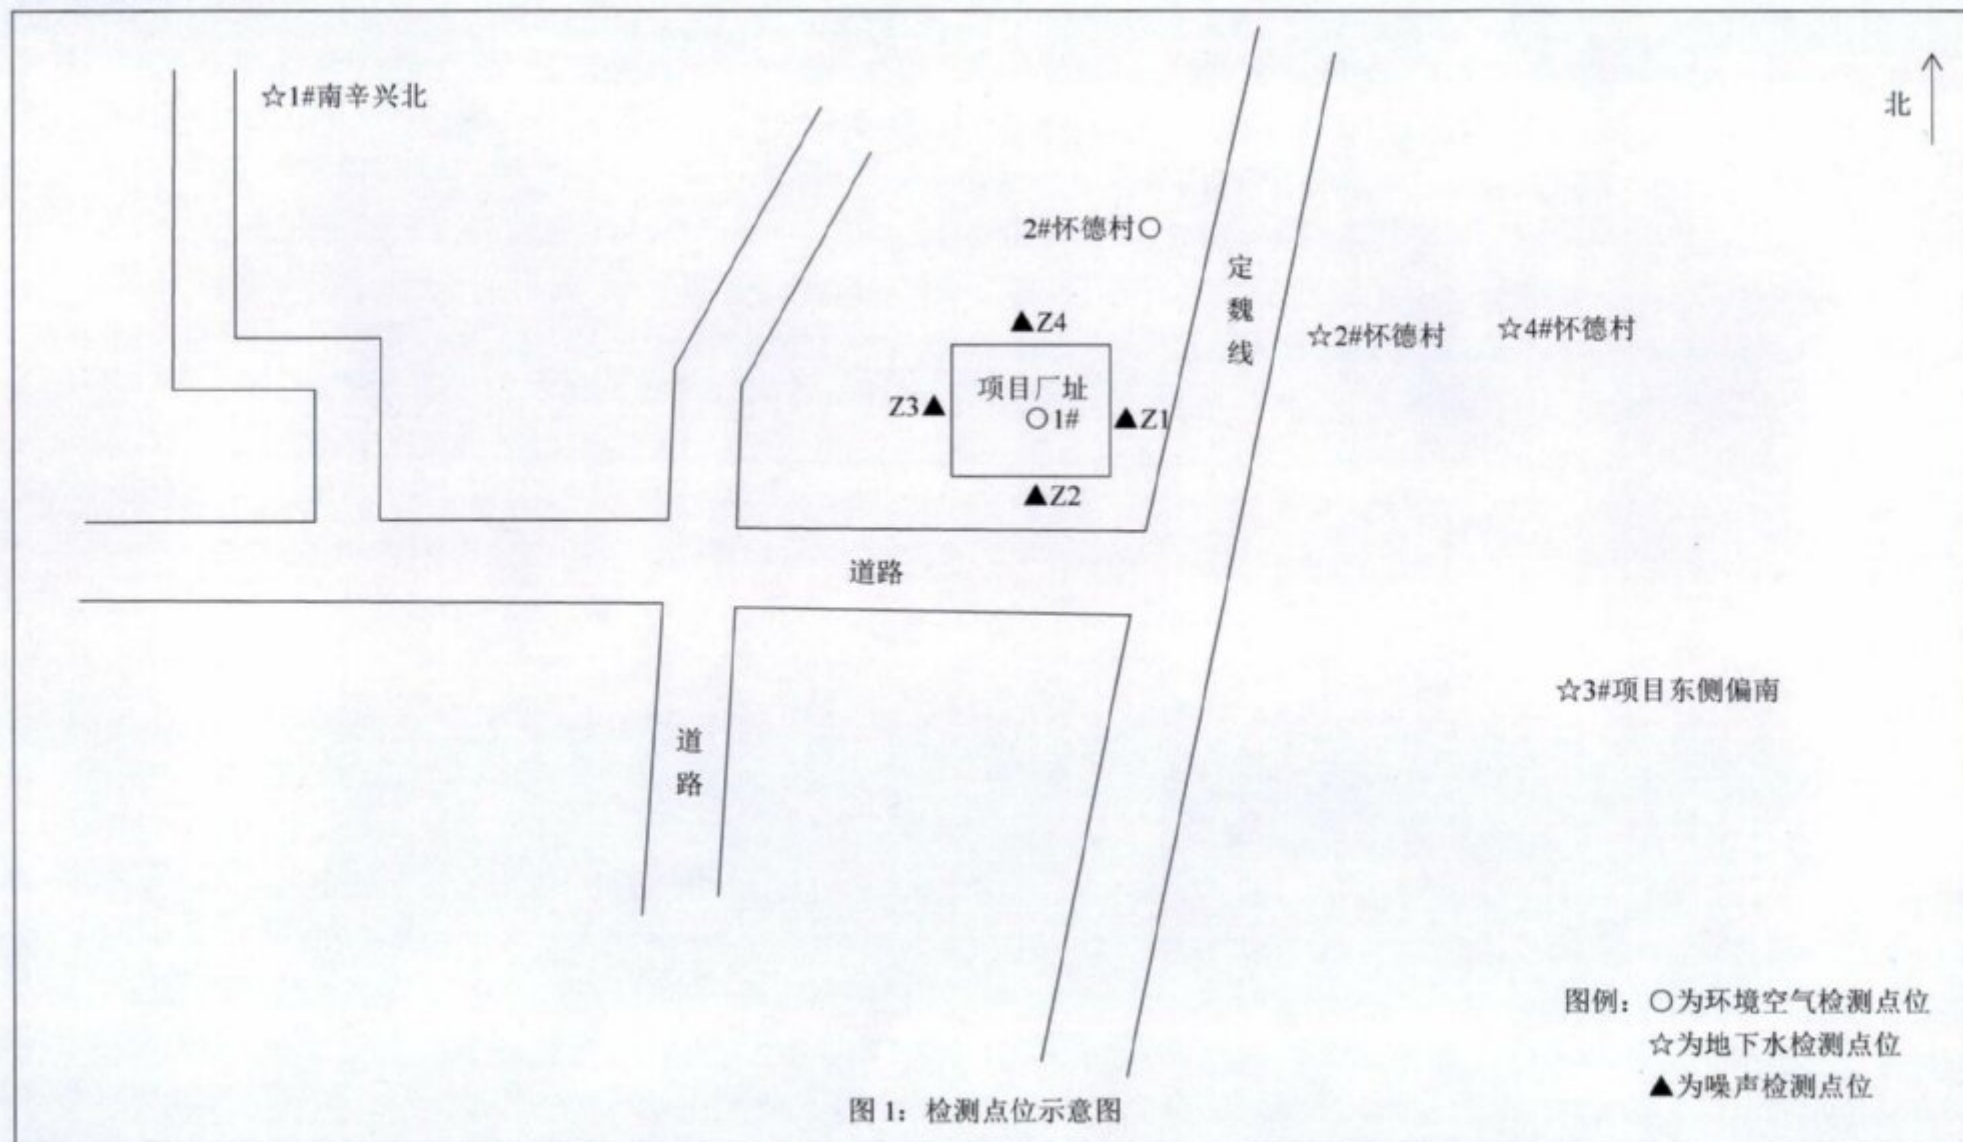 ☆1#南辛兴北
北
2#怀德村○
定魏线
▲Z4
☆2#怀德村
☆4#怀德村
项目厂址
○1#
Z3▲
▲Z1
▲Z2
道路
☆3#项目东侧偏南
道路
图例：○为环境空气检测点位
☆为地下水检测点位
▲为噪声检测点位
图 1：检测点位示意图